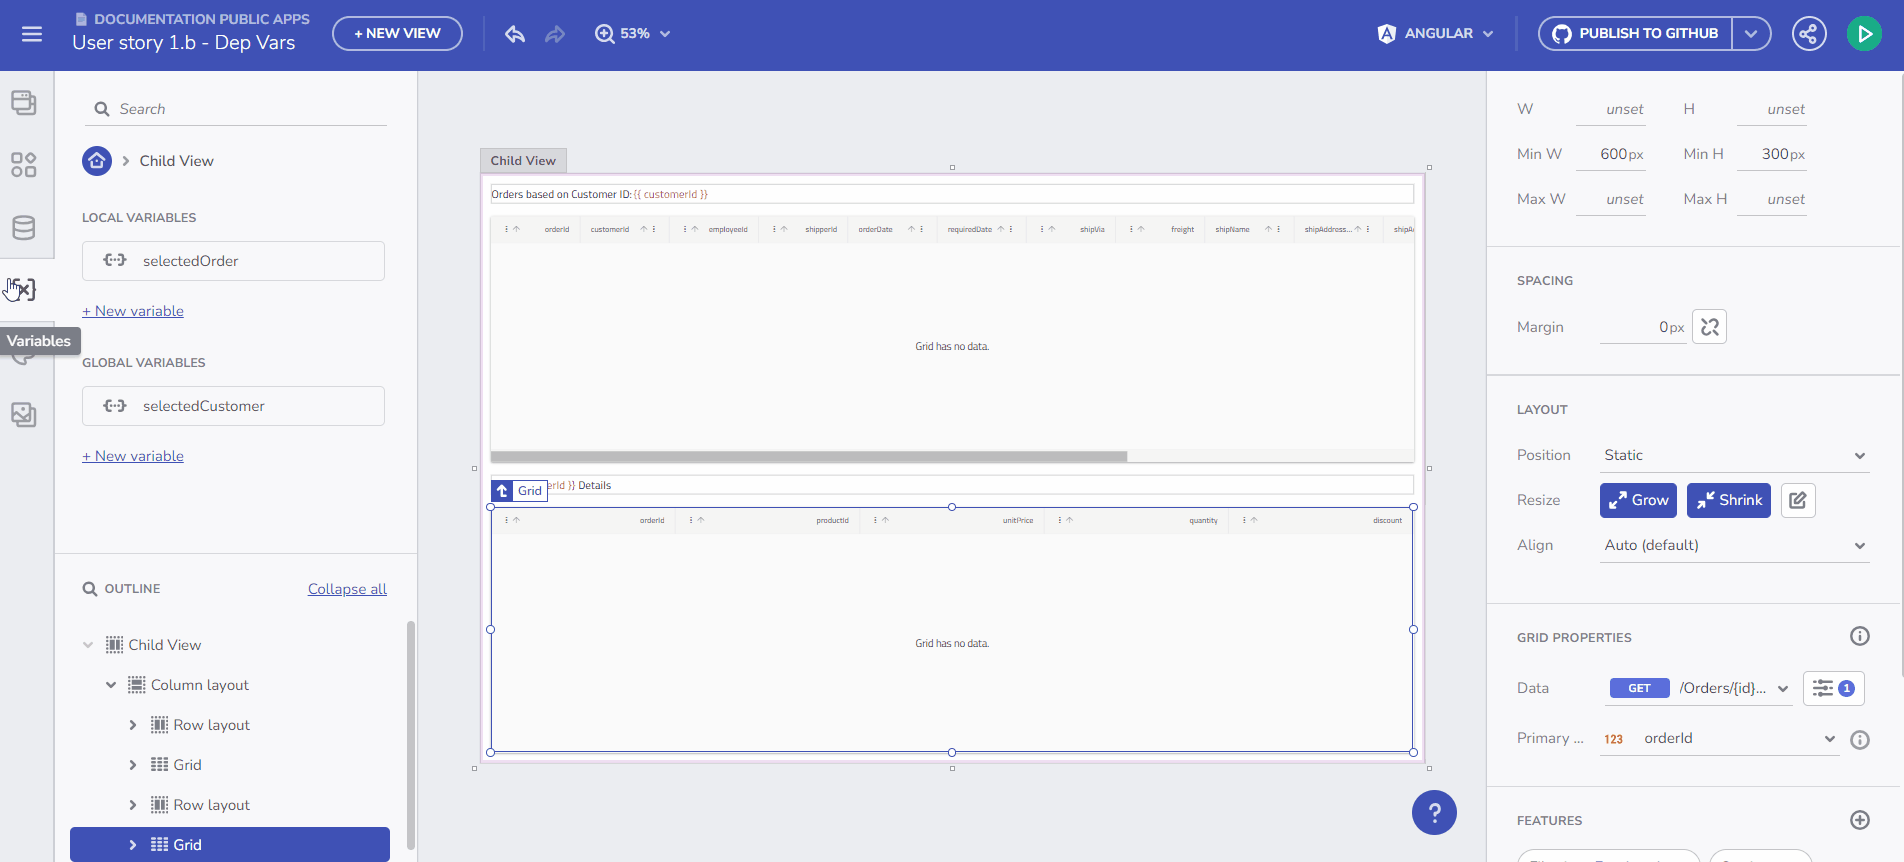 DOCUMENTATION PUBLIC APPS
User story 1.b - Dep Vars
+ NEW VIEW
53%
ANGULAR
PUBLISH TO GITHUB
Search
Child View
LOCAL VARIABLES
selectedOrder
+ New variable
Variables
GLOBAL VARIABLES
selectedCustomer
+ New variable
OUTLINE
Collapse all
Child View
Column layout
Row layout
Grid
Row layout
Grid
Child View
Orders based on Customer ID: {{ customerId }}
orderId customerId employeeId shipperId orderDate requiredDate shipVia freight shipName shipAddress... shipA
Grid has no data.
Grid
erId }} Details
orderId productid unitPrice quantity discount
Grid has no data.
?
W unset H unset
Min W 600px Min H 300px
Max W unset Max H unset
SPACING
Margin 0px
LAYOUT
Position Static
Resize Grow Shrink
Align Auto (default)
GRID PROPERTIES
Data GET /Orders/{id}... 1
Primary ... 123 orderId
FEATURES